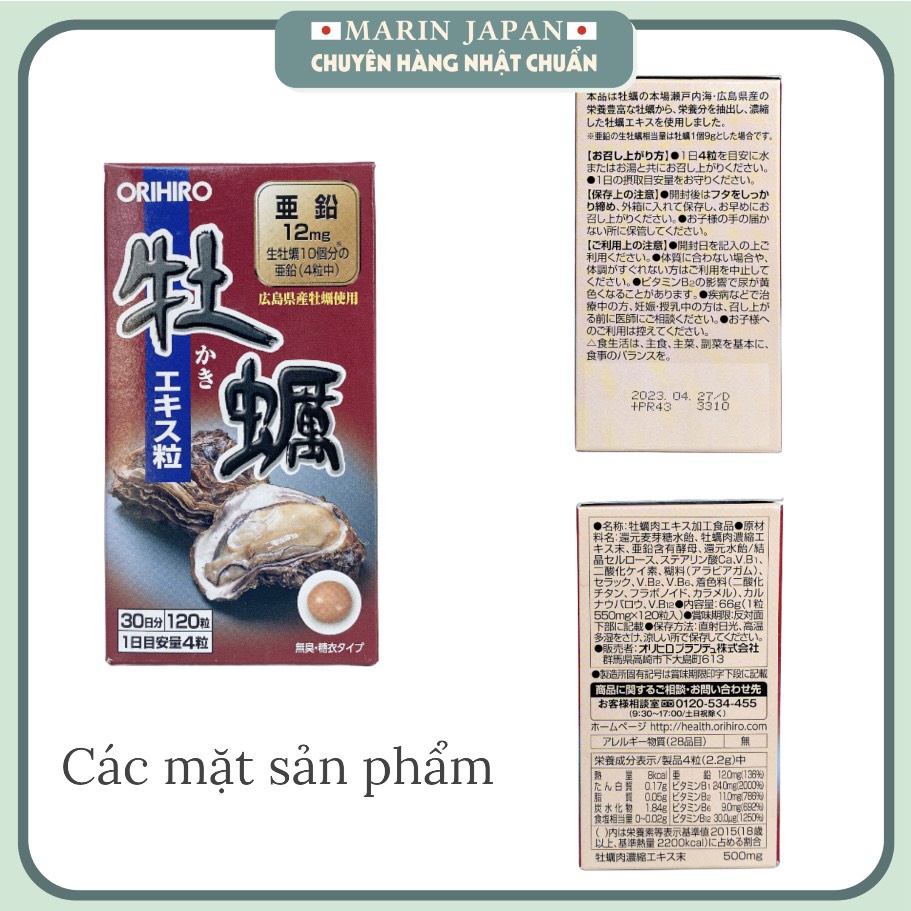 MARIN JAPAN
CHUYÊN HÀNG NHẬT CHUẨN
ORIHIRO
亜鉛
12mg
生牡蠣10個分の※
亜鉛(4粒中)
広島県産牡蠣使用
牡蠣
かき
エキス粒
30日分 120粒
1日目安量4粒
無臭・糖衣タイプ
本品は牡蠣の本場瀬戸内海・広島県産の
栄養豊富な牡蠣から、栄養分を抽出し、濃縮
した牡蠣エキスを使用しました。
※亜鉛の生牡蠣相当量は牡蠣1個9gとした場合です。
【お召し上がり方】●1日4粒を目安に水
またはお湯と共にお召し上がりください。
●1日の摂取目安量をお守りください。
【保存上の注意】●開封後はフタをしっか
り締め、外箱に入れて保存し、お早めにお
召し上がりください。●お子様の手の届か
ない所に保管してください。
【ご利用上の注意】●開封日を記入の上ご
利用ください。●体質に合わない場合や、
体調がすぐれない方はご利用を中止して
ください。●ビタミンB2の影響で尿が黄
色くなることがあります。●疾病などで治
療中の方、妊娠・授乳中の方は、召し上が
る前に医師にご相談ください。●お子様へ
のご利用は控えてください。
△食生活は、主食、主菜、副菜を基本に、
食事のバランスを。
2023. 04. 27/D
+PR43 3310
●名称:牡蠣肉エキス加工食品●原材
料名:還元麦芽糖水飴、牡蠣肉濃縮エ
キス末、亜鉛含有酵母、還元水飴/結
晶セルロース、ステアリン酸Ca、V.B1、
二酸化ケイ素、糊料(アラビアガム)、
セラック、V.B2、V.B6、着色料(二酸化
チタン、フラボノイド、カラメル)、カル
ナウバロウ、V.B12●内容量:66g(1粒
550mg×120粒入)●賞味期限:反対面
下部に記載●保存方法:直射日光、高温
多湿をさけ、涼しい所で保存してください。
●販売者:オリヒロプランデュ株式会社
群馬県高崎市下大島町613
●製造所固有記号は賞味期限印字下段に記載
商品に関するご相談・お問い合わせ先
お客様相談室 0120-534-455
(9:30〜17:00/土日祝除く)
ホームページ http://health.orihiro.com
アレルギー物質(28品目) 無
栄養成分表示/製品4粒(2.2g)中
熱量 8kcal 亜鉛 12.0mg(136%)
たん白質 0.17g ビタミンB1 24.0mg(2000%)
脂質 0.05g ビタミンB2 11.0mg(786%)
炭水化物 1.84g ビタミンB6 9.0mg(692%)
食塩相当量 0~0.02g ビタミンB12 30.0μg(1250%)
( )内は栄養素等表示基準値2015(18歳
以上、基準熱量2200kcal)に占める割合
牡蠣肉濃縮エキス末 500mg
Các mặt sản phẩm